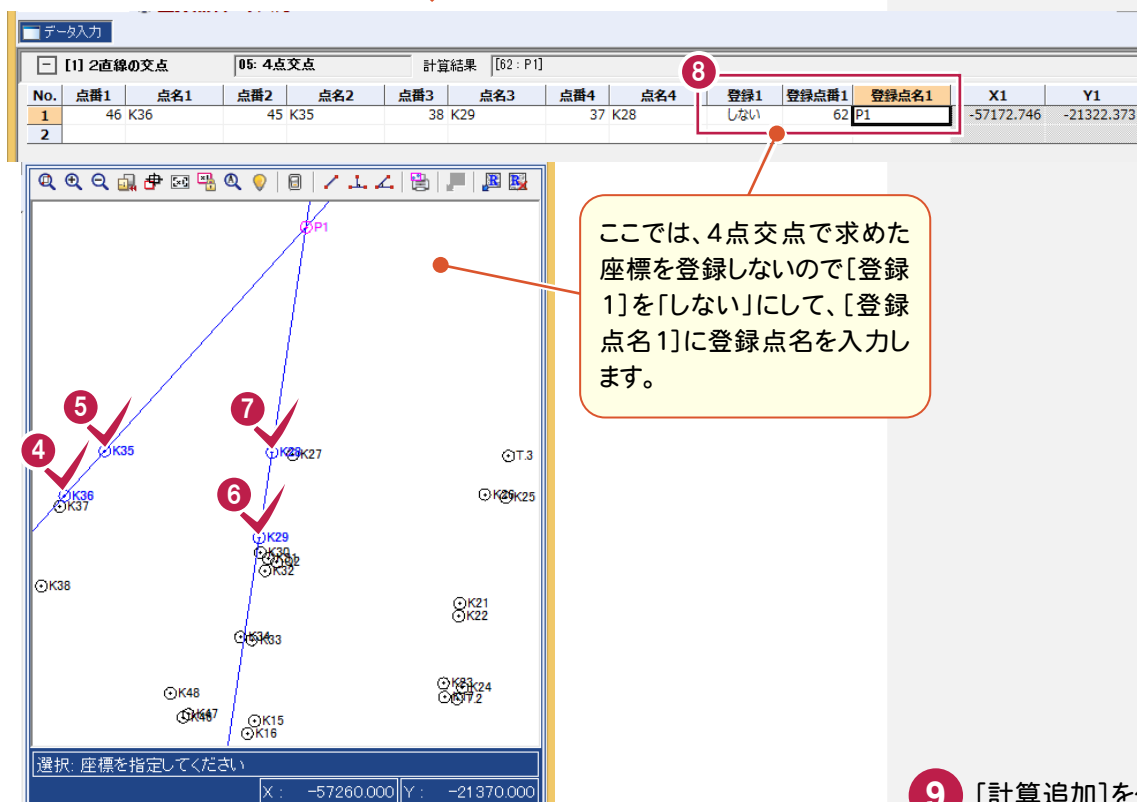 データ入力
[1] 2直線の交点 05: 4点交点 計算結果 [62 : P1]
8
No. 点番1 点名1 点番2 点名2 点番3 点名3 点番4 点名4 登録1 登録点番1 登録点名1 X1 Y1
1 46 K36 45 K35 38 K29 37 K28 しない 62 P1 -57172.746 -21322.373
2
P1
ここでは、4点交点で求めた
座標を登録しないので[登録
1]を「しない」にして、[登録
点名1]に登録点名を入力し
ます。
5
7
4
K35
K28
K27
T.3
K36
K37
6
K26
K25
K29
K30
K32
K38
K21
K22
K34
K33
K23
K24
K48
T.2
K47
K15
K16
選択: 座標を指定してください
X : -57260.000 Y : -21370.000
9 [計算追加]を